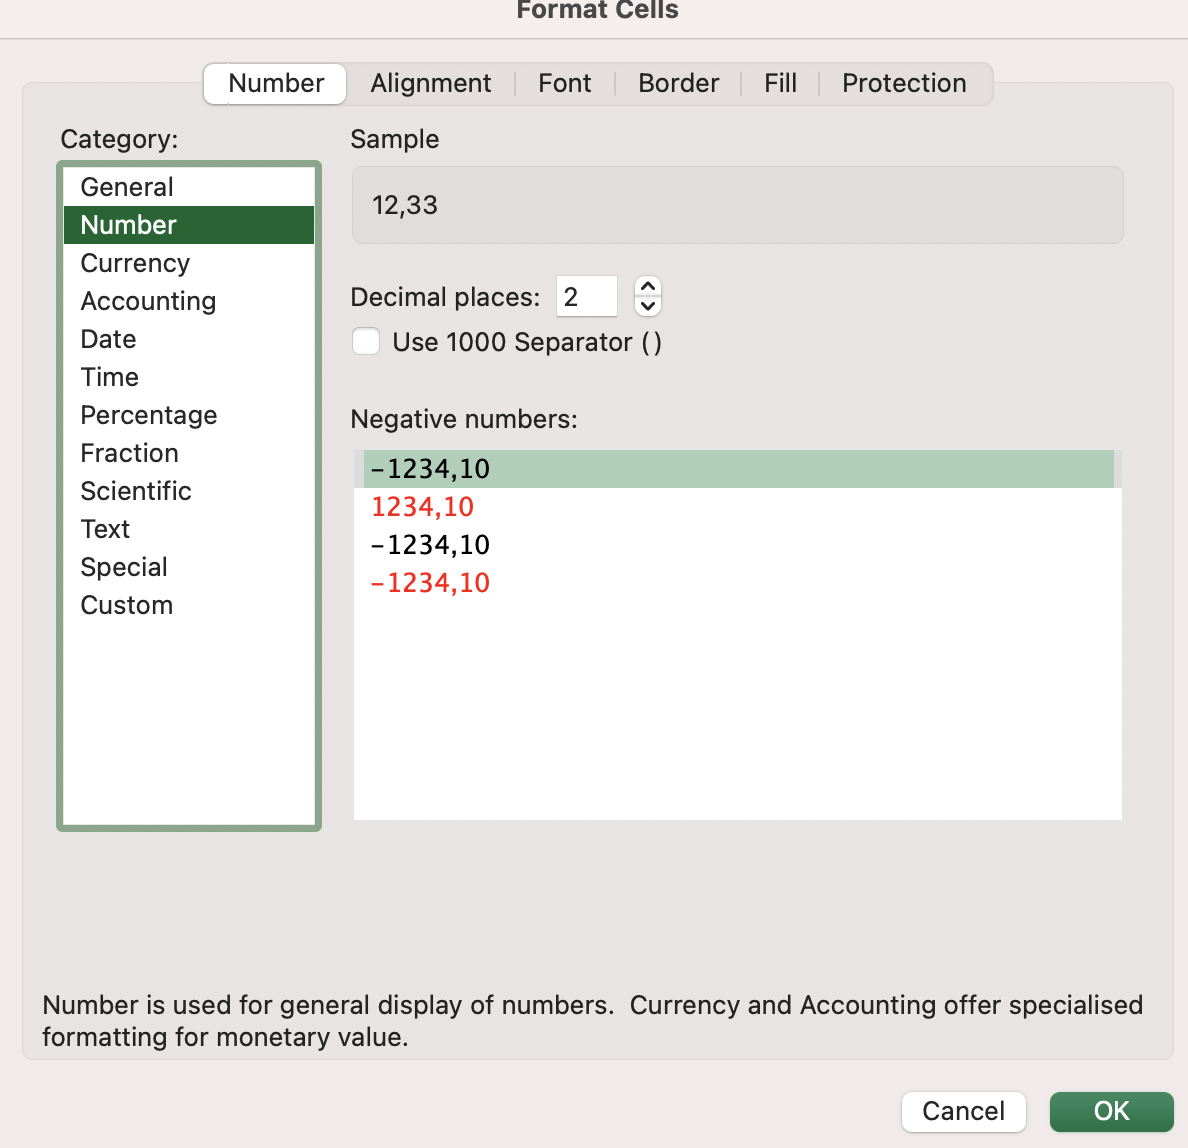 Format Cells
Number Alignment Font Border Fill Protection
Category:
General
Number
Currency
Accounting
Date
Time
Percentage
Fraction
Scientific
Text
Special
Custom
Sample
12,33
Decimal places: 2
Use 1000 Separator ()
Negative numbers:
-1234,10
1234,10
-1234,10
-1234,10
Number is used for general display of numbers.  Currency and Accounting offer specialised
formatting for monetary value.
Cancel OK